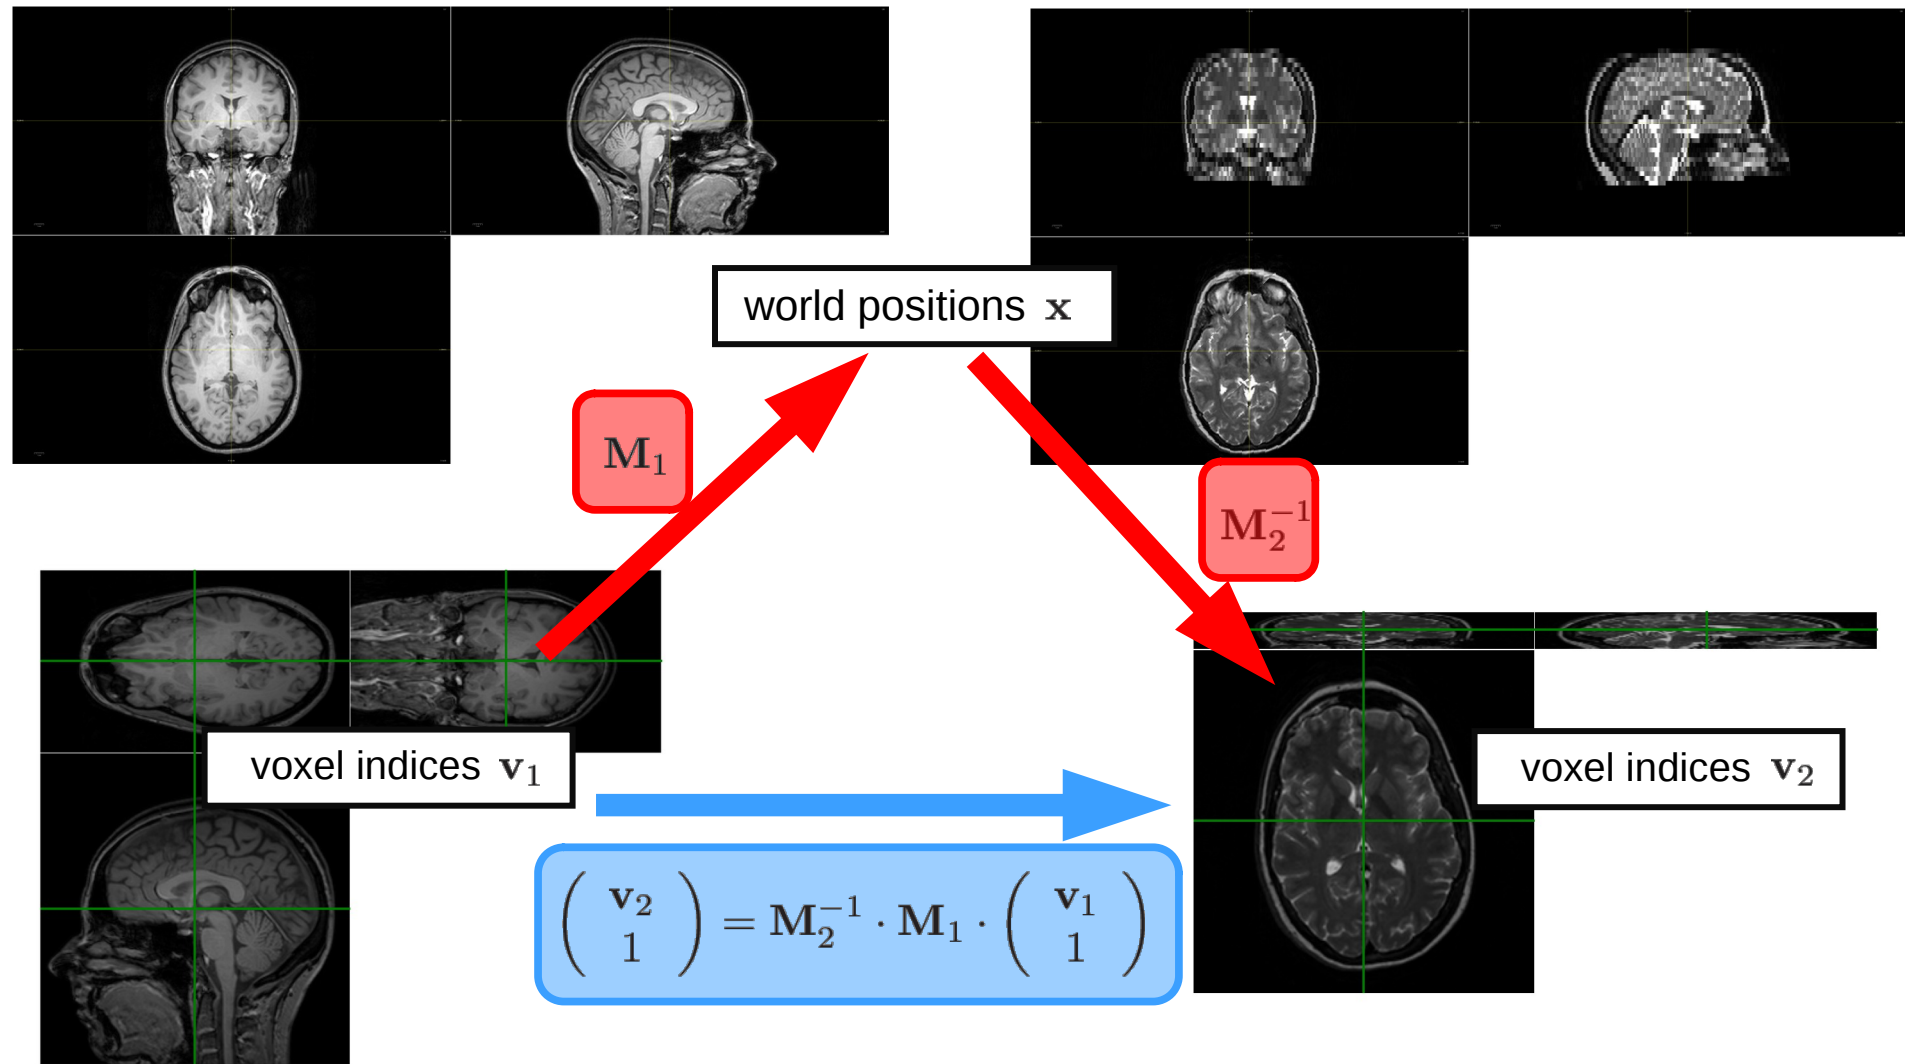 world positions x
M₁
M₂⁻¹
voxel indices v₁
voxel indices v₂
(v₂ 1) = M₂⁻¹ · M₁ · (v₁ 1)